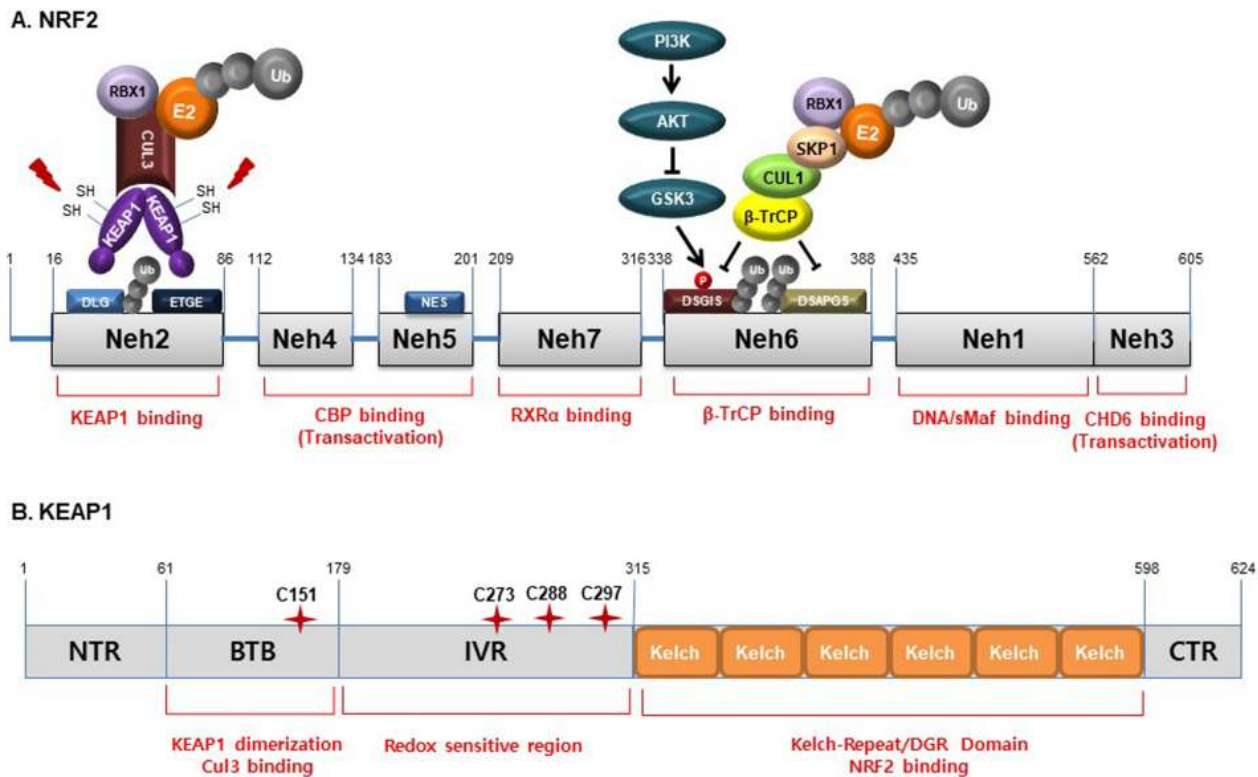 A. NRF2
PI3K
AKT
GSK3
RBX1
E2
Ub
CUL3
SH
SH
SH
SH
KEAP1
KEAP1
RBX1
E2
Ub
SKP1
CUL1
β-TrCP
1 16 86 112 134 183 201 209 316 338 388 435 562 605
Ub
P
Ub Ub
DLG ETGE NES DSGIS DSAPGS
Neh2 Neh4 Neh5 Neh7 Neh6 Neh1 Neh3
KEAP1 binding
CBP binding
(Transactivation)
RXRα binding
β-TrCP binding
DNA/sMaf binding
CHD6 binding
(Transactivation)
B. KEAP1
1 61 179 315 598 624
C151 C273 C288 C297
NTR BTB IVR Kelch Kelch Kelch Kelch Kelch Kelch CTR
KEAP1 dimerization
Cul3 binding
Redox sensitive region
Kelch-Repeat/DGR Domain
NRF2 binding